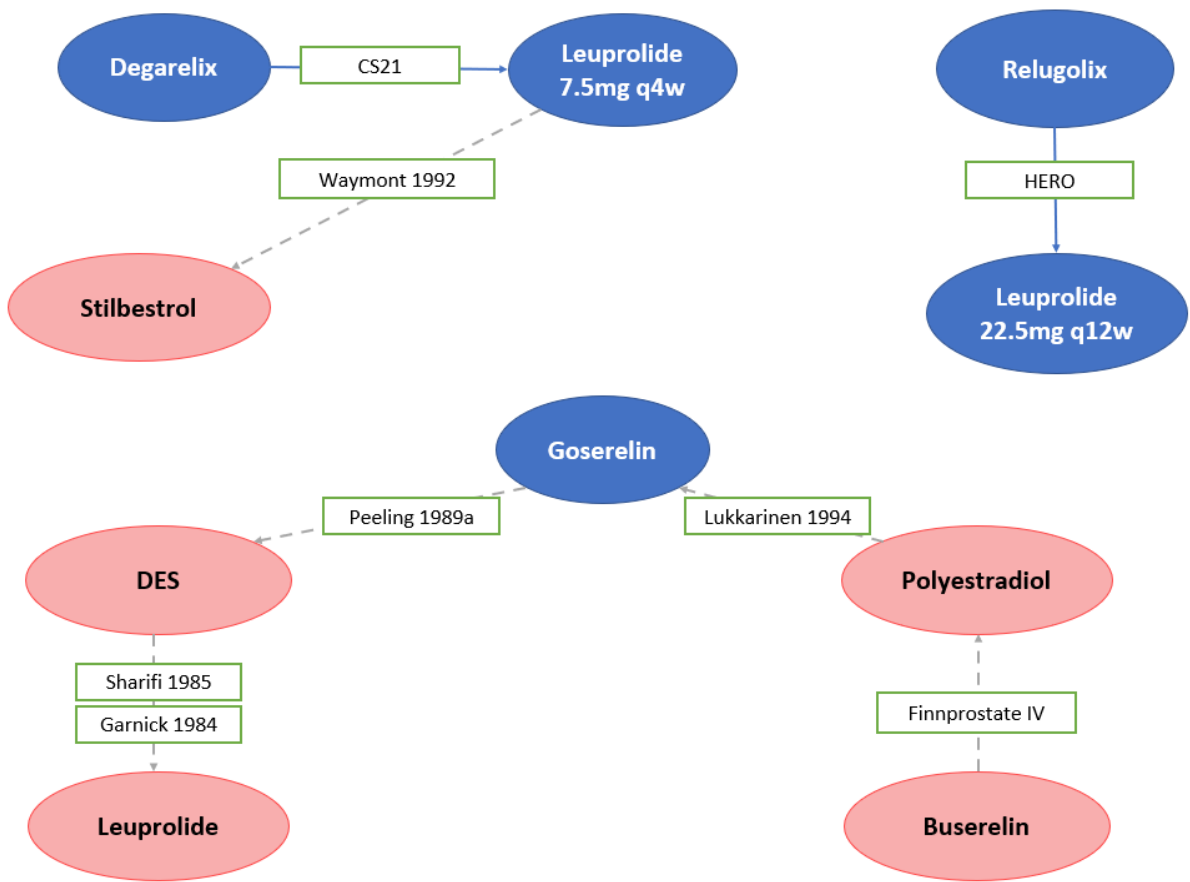 Degarelix
CS21
Leuprolide
7.5mg q4w
Relugolix
Waymont 1992
HERO
Stilbestrol
Leuprolide
22.5mg q12w
Goserelin
Peeling 1989a
Lukkarinen 1994
DES
Polyestradiol
Sharifi 1985
Garnick 1984
Finnprostate IV
Leuprolide
Buserelin